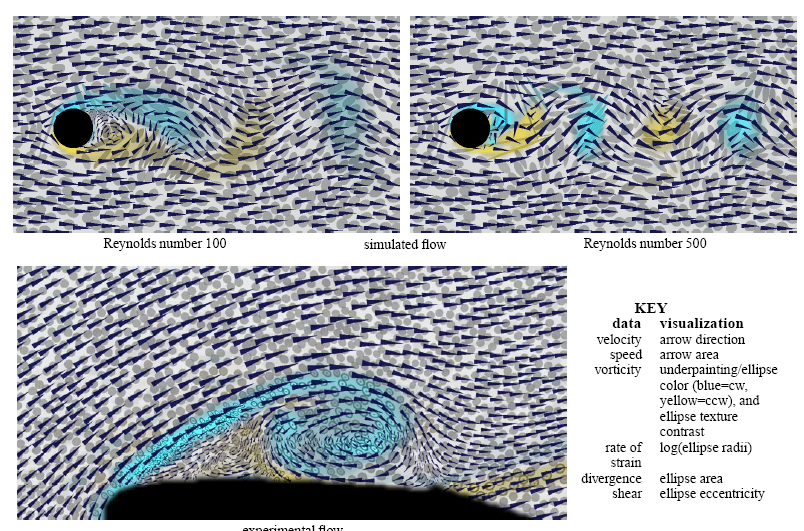 Reynolds number 100
simulated flow
Reynolds number 500
KEY
data visualization
velocity arrow direction
speed arrow area
vorticity underpainting/ellipse
color (blue=cw,
yellow=ccw), and
ellipse texture
contrast
rate of log(ellipse radii)
strain
divergence ellipse area
shear ellipse eccentricity
experimental flow